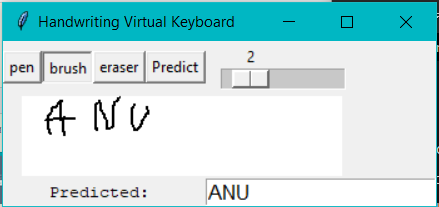 Handwriting Virtual Keyboard
pen brush eraser Predict 2
A N U
Predicted: ANU